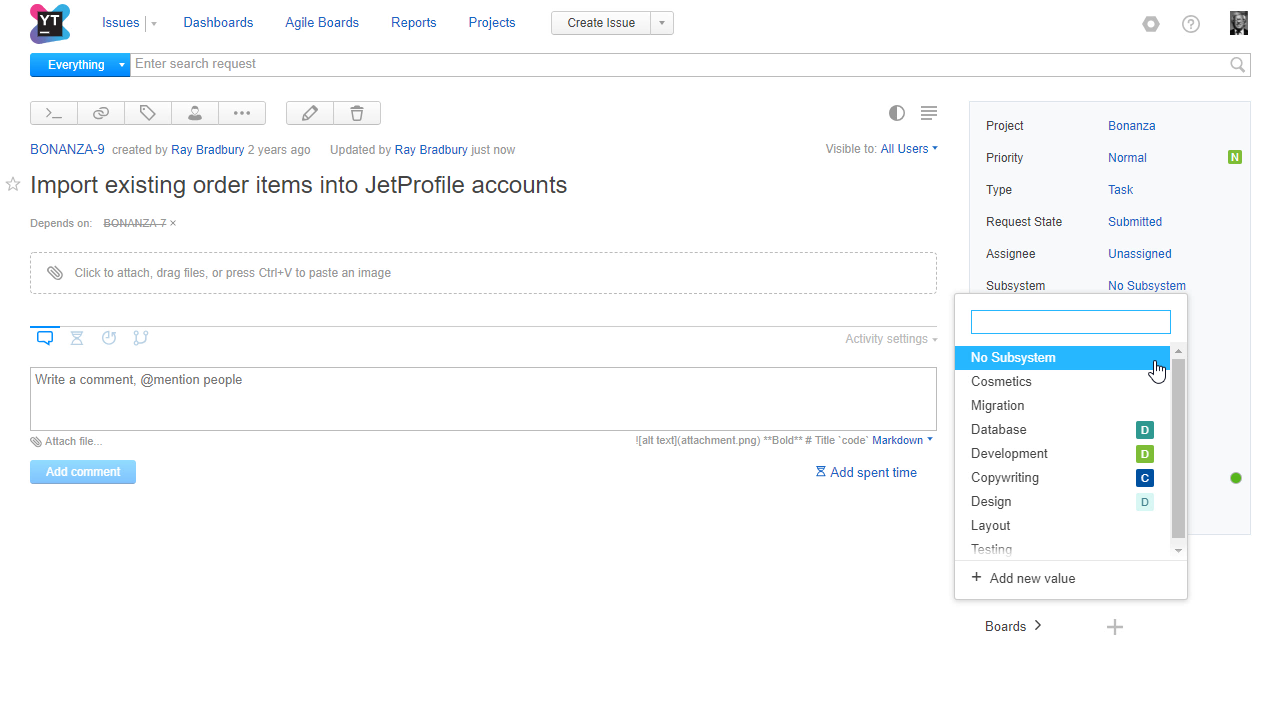 YT
Issues Dashboards Agile Boards Reports Projects Create Issue
Everything Enter search request
BONANZA-9 created by Ray Bradbury 2 years ago Updated by Ray Bradbury just now Visible to: All Users
Import existing order items into JetProfile accounts
Depends on: BONANZA-7 ×
Click to attach, drag files, or press Ctrl+V to paste an image
Activity settings
Write a comment, @mention people
Attach file... ![alt text](attachment.png) **Bold** # Title `code` Markdown
Add comment Add spent time
Project Bonanza
Priority Normal N
Type Task
Request State Submitted
Assignee Unassigned
Subsystem No Subsystem
No Subsystem
Cosmetics
Migration
Database D
Development D
Copywriting C
Design D
Layout
Testing
+ Add new value
Boards